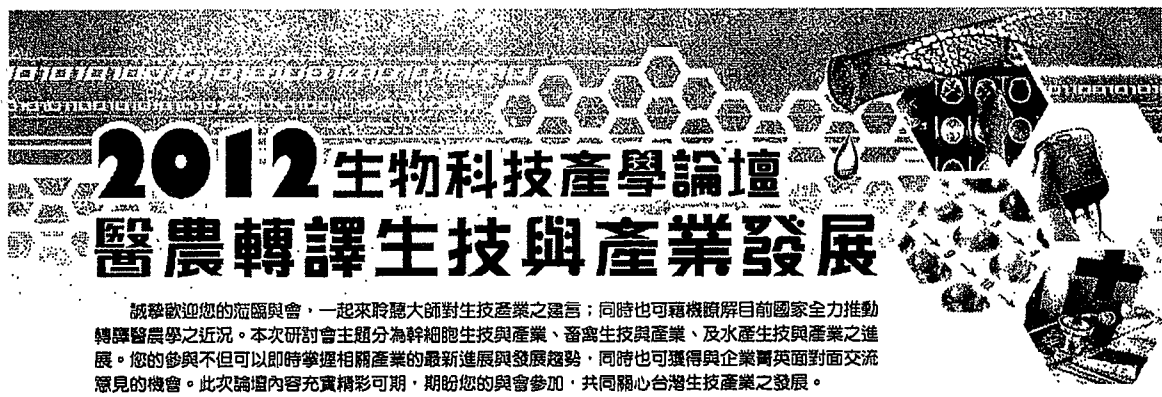 2012生物科技產學論壇
醫農轉譯生技與產業發展
誠摯歡迎您的蒞臨與會，一起來聆聽大師對生技產業之建言；同時也可藉機瞭解目前國家全力推動
轉譯醫農學之近況。本次研討會主題分為幹細胞生技與產業、畜禽生技與產業、及水產生技與產業之進
展。您的參與不但可以即時掌握相關產業的最新進展與發展趨勢，同時也可獲得與企業菁英面對面交流
意見的機會。此次論壇內容充實精彩可期，期盼您的與會參加，共同關心台灣生技產業之發展。